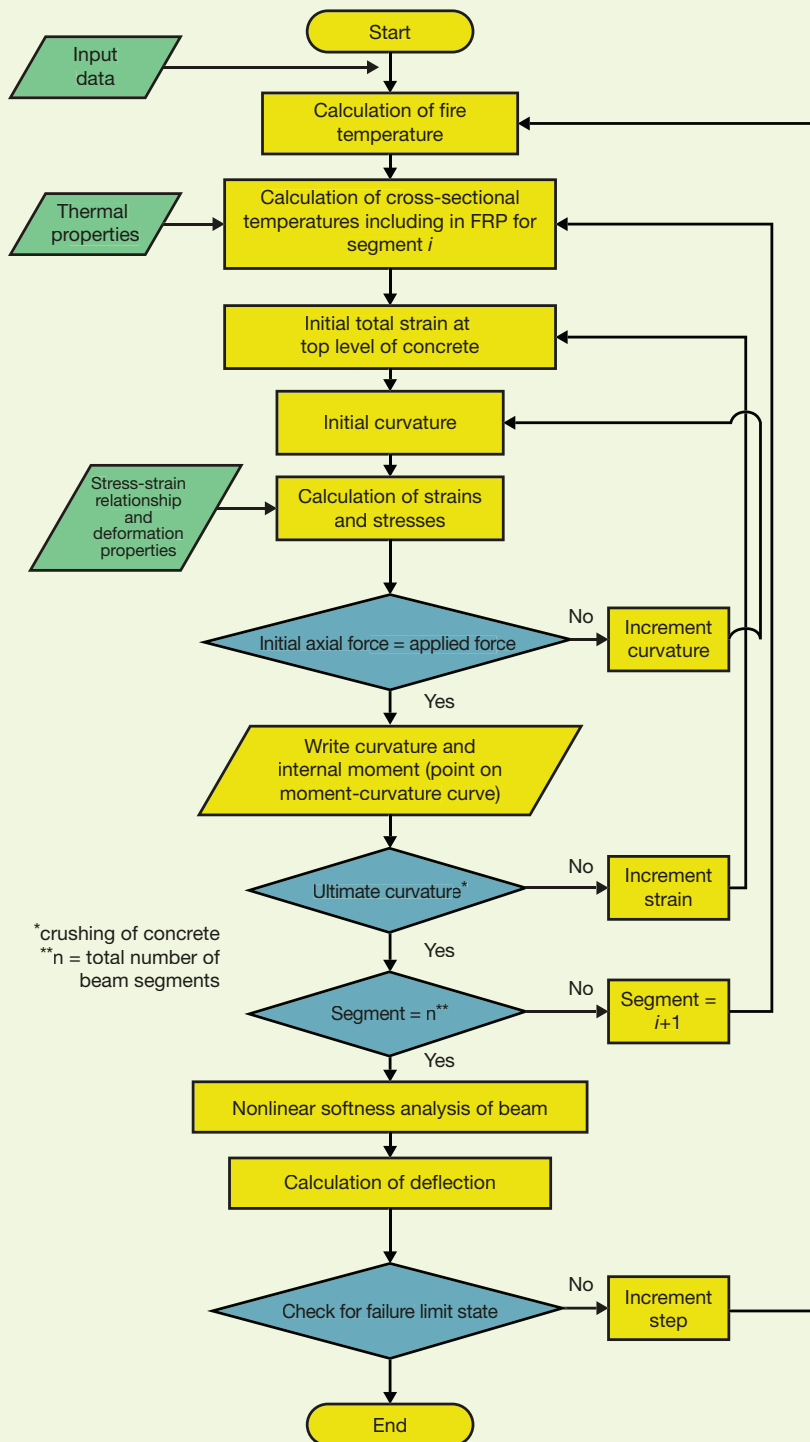 Start
Input
data
Calculation of fire
temperature
Thermal
properties
Calculation of cross-sectional
temperatures including in FRP for
segment i
Initial total strain at
top level of concrete
Initial curvature
Stress-strain
relationship
and
deformation
properties
Calculation of strains
and stresses
Initial axial force = applied force
No
Increment
curvature
Yes
Write curvature and
internal moment (point on
moment-curvature curve)
Ultimate curvature*
No
Increment
strain
*crushing of concrete
**n = total number of
beam segments
Yes
Segment = n**
No
Segment =
i+1
Yes
Nonlinear softness analysis of beam
Calculation of deflection
Check for failure limit state
No
Increment
step
End